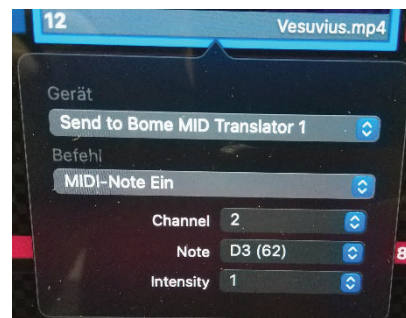 12 Vesuvius.mp4
Gerät
Send to Bome MID Translator 1
Befehl
MIDI-Note Ein
Channel 2
Note D3 (62)
8
Intensity 1